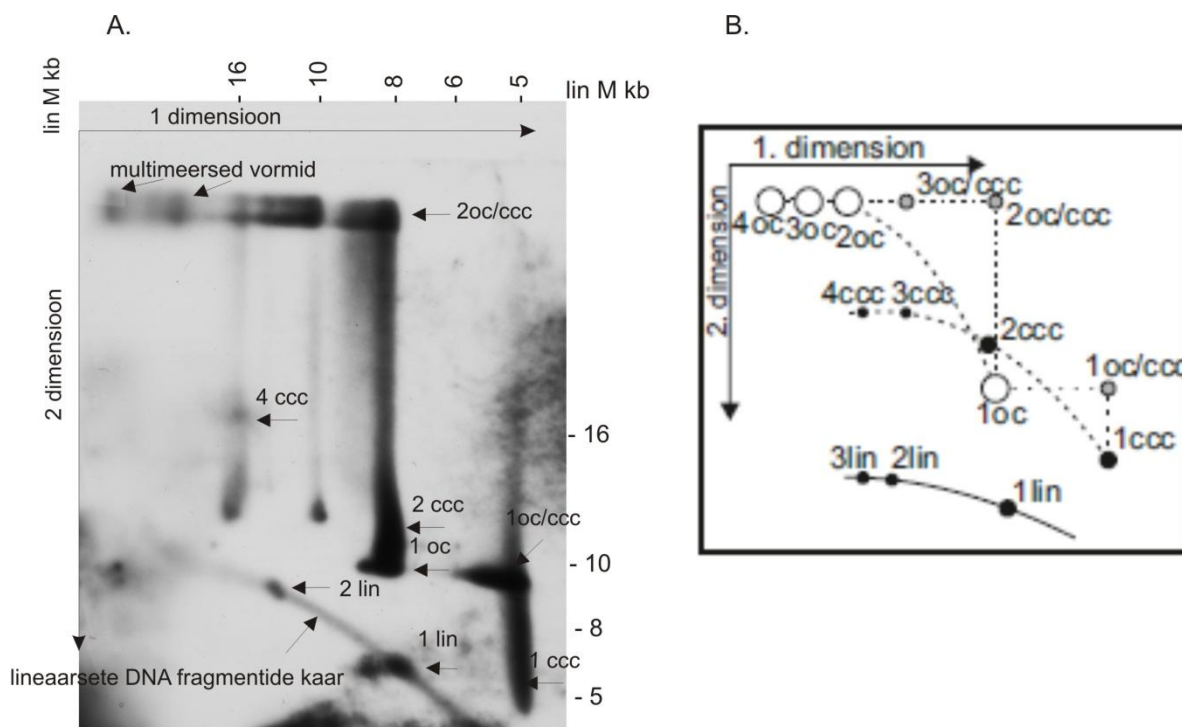 A.
lin M kb
16
10
8
6
5
lin M kb
1 dimensioon
multimeersed vormid
2oc/ccc
2 dimensioon
4 ccc
- 16
2 ccc
1oc/ccc
1 oc
- 10
2 lin
- 8
1 lin
1 ccc
lineaarsete DNA fragmentide kaar
- 5
B.
1. dimension
2. dimension
3oc/ccc
4oc
3oc
2oc
2oc/ccc
4ccc
3ccc
2ccc
1oc/ccc
1oc
1ccc
3lin
2lin
1lin